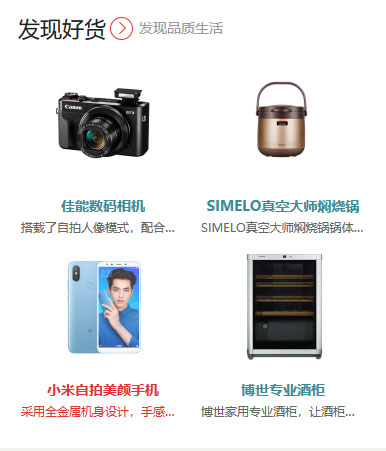 发现好货 发现品质生活
Canon
佳能数码相机
SIMELO真空大师焖烧锅
搭载了自拍人像模式，配合...
SIMELO真空大师焖烧锅锅体...
小米自拍美颜手机
博世专业酒柜
采用全金属机身设计，手感...
博世家用专业酒柜，让酒柜...